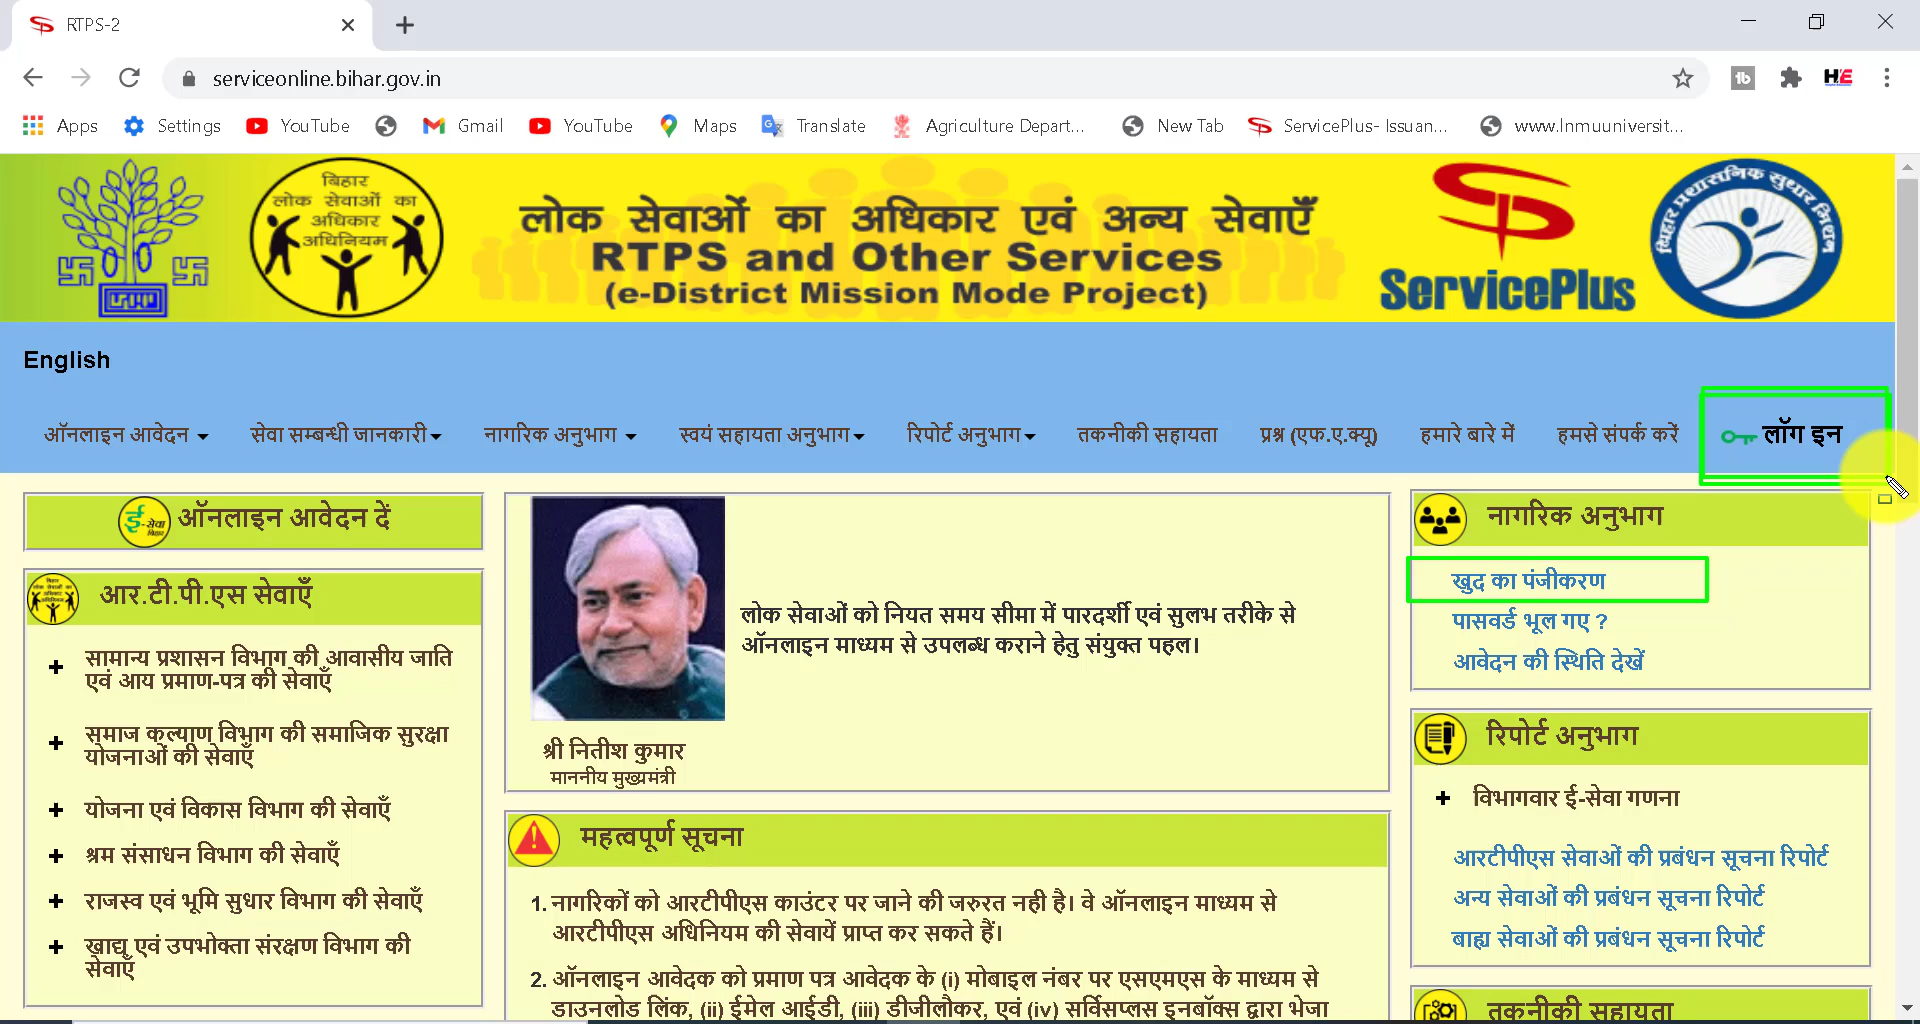 RTPS-2
serviceonline.bihar.gov.in
Apps Settings YouTube Gmail YouTube Maps Translate Agriculture Depart... New Tab ServicePlus- Issuan... www.lnmuuniversit...
बिहार
लोक सेवाओं का
अधिकार
अधिनियम
लोक सेवाओं का अधिकार एवं अन्य सेवाएँ
RTPS and Other Services
(e-District Mission Mode Project)
ServicePlus
बिहार प्रशासनिक सुधार मिशन
English
ऑनलाइन आवेदन सेवा सम्बन्धी जानकारी नागरिक अनुभाग स्वयं सहायता अनुभाग रिपोर्ट अनुभाग तकनीकी सहायता प्रश्न (एफ.ए.क्यू) हमारे बारे में हमसे संपर्क करें लॉग इन
ई-सेवा बिहार ऑनलाइन आवेदन दें
आर.टी.पी.एस सेवाएँ
सामान्य प्रशासन विभाग की आवासीय जाति
एवं आय प्रमाण-पत्र की सेवाएँ
समाज कल्याण विभाग की समाजिक सुरक्षा
योजनाओं की सेवाएँ
योजना एवं विकास विभाग की सेवाएँ
श्रम संसाधन विभाग की सेवाएँ
राजस्व एवं भूमि सुधार विभाग की सेवाएँ
खाद्य एवं उपभोक्ता संरक्षण विभाग की
सेवाएँ
लोक सेवाओं को नियत समय सीमा में पारदर्शी एवं सुलभ तरीके से
ऑनलाइन माध्यम से उपलब्ध कराने हेतु संयुक्त पहल।
श्री नितीश कुमार
माननीय मुख्यमंत्री
महत्वपूर्ण सूचना
1. नागरिकों को आरटीपीएस काउंटर पर जाने की जरुरत नही है। वे ऑनलाइन माध्यम से
आरटीपीएस अधिनियम की सेवायें प्राप्त कर सकते हैं।
2. ऑनलाइन आवेदक को प्रमाण पत्र आवेदक के (i) मोबाइल नंबर पर एसएमएस के माध्यम से
डाउनलोड लिंक, (ii) ईमेल आईडी, (iii) डीजीलौकर, एवं (iv) सर्विसप्लस इनबॉक्स द्वारा भेजा
नागरिक अनुभाग
खुद का पंजीकरण
पासवर्ड भूल गए ?
आवेदन की स्थिति देखें
रिपोर्ट अनुभाग
विभागवार ई-सेवा गणना
आरटीपीएस सेवाओं की प्रबंधन सूचना रिपोर्ट
अन्य सेवाओं की प्रबंधन सूचना रिपोर्ट
बाह्य सेवाओं की प्रबंधन सूचना रिपोर्ट
तकनीकी सहायता